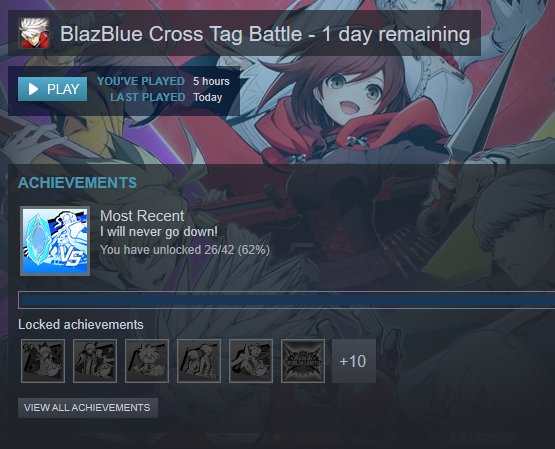 BlazBlue Cross Tag Battle - 1 day remaining
PLAY
YOU'VE PLAYED 5 hours
LAST PLAYED Today
ACHIEVEMENTS
VS
Most Recent
I will never go down!
You have unlocked 26/42 (62%)
Locked achievements
+10
VIEW ALL ACHIEVEMENTS